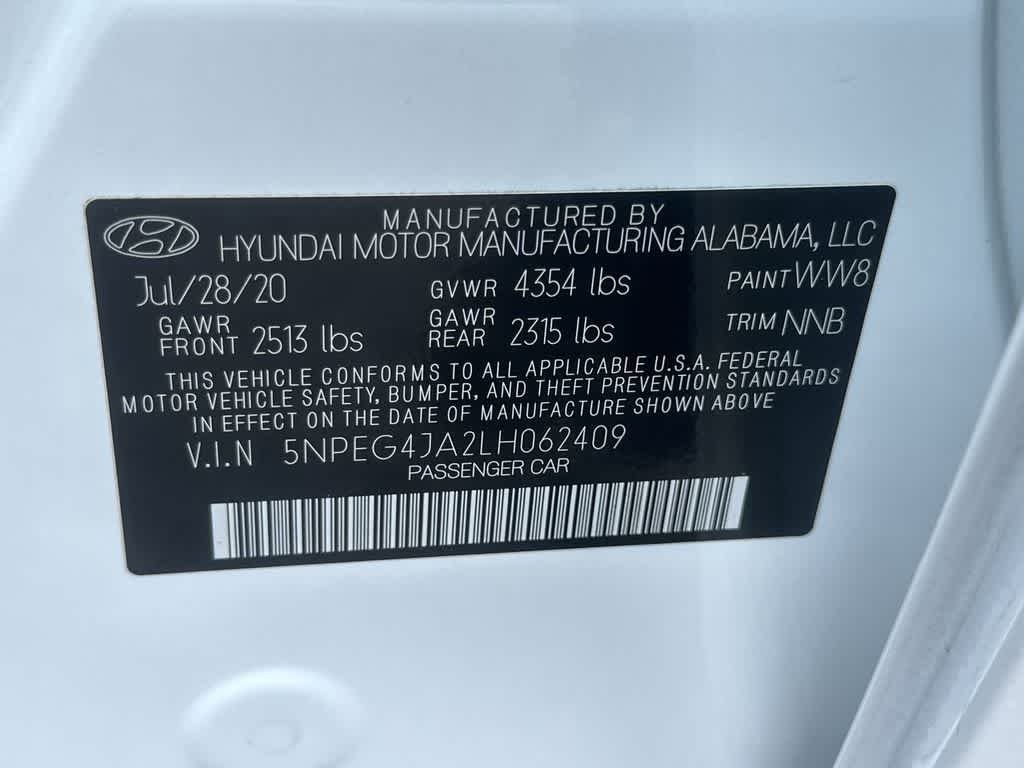 MANUFACTURED BY
HYUNDAI MOTOR MANUFACTURING ALABAMA, LLC
Jul/28/20 GVWR 4354 lbs PAINT WW8
GAWR FRONT 2513 lbs GAWR REAR 2315 lbs TRIM NNB
THIS VEHICLE CONFORMS TO ALL APPLICABLE U.S.A. FEDERAL
MOTOR VEHICLE SAFETY, BUMPER, AND THEFT PREVENTION STANDARDS
IN EFFECT ON THE DATE OF MANUFACTURE SHOWN ABOVE
V.I.N 5NPEG4JA2LH062409
PASSENGER CAR